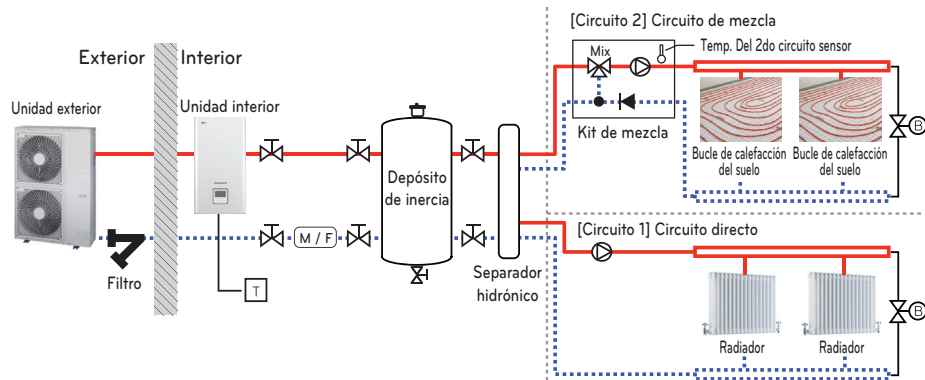 [Circuito 2] Circuito de mezcla
Exterior
Interior
Mix
Temp. Del 2do circuito sensor
Unidad exterior
Unidad interior
B
Kit de mezcla
Bucle de calefacción
del suelo
Bucle de calefacción
del suelo
Depósito
de inercia
[Circuito 1] Circuito directo
M / F
Filtro
Separador
hidrónico
T
B
Radiador
Radiador